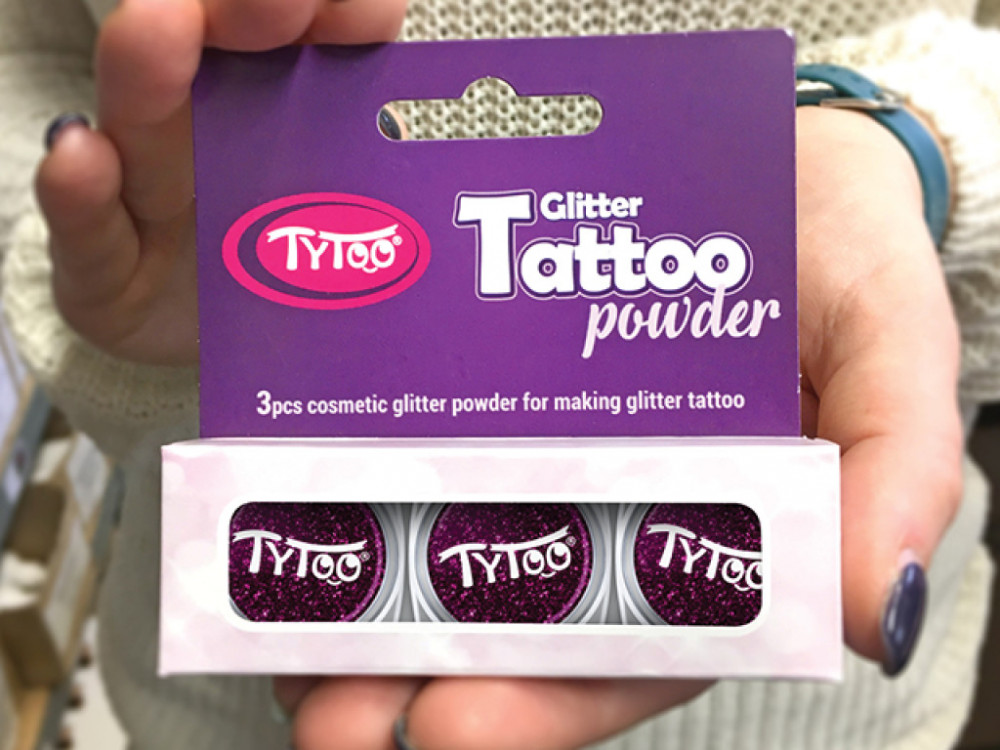 TyToo®
Glitter
Tattoo
powder
3pcs cosmetic glitter powder for making glitter tattoo
TyToo®
TyToo®
TyToo